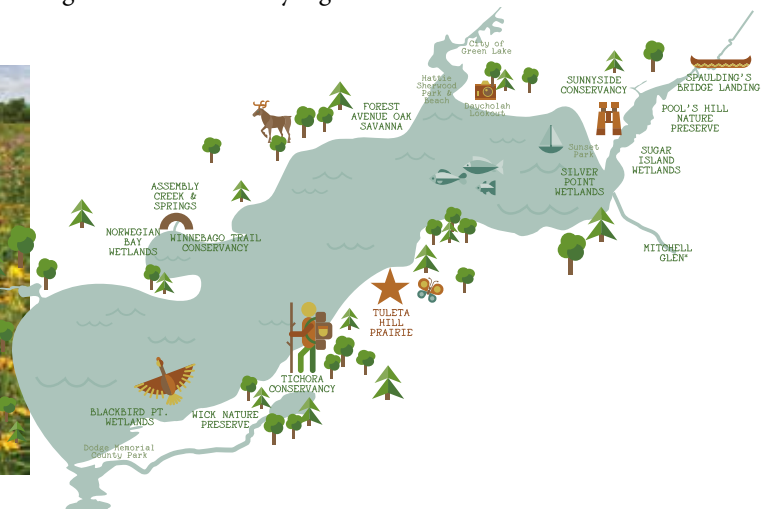 City of
Green Lake
Hattie
Sherwood
Park &
Beach
Daycholah
Lookout
SUNNYSIDE
CONSERVANCY
SPAULDING'S
BRIDGE LANDING
POOL'S HILL
NATURE
PRESERVE
FOREST
AVENUE OAK
SAVANNA
Sunset
Park
SUGAR
ISLAND
WETLANDS
SILVER
POINT
WETLANDS
ASSEMBLY
CREEK &
SPRINGS
NORWEGIAN
BAY
WETLANDS
WINNEBAGO TRAIL
CONSERVANCY
MITCHELL
GLEN*
TULETA
HILL
PRAIRIE
TICHORA
CONSERVANCY
BLACKBIRD PT.
WETLANDS
WICK NATURE
PRESERVE
Dodge Memorial
County Park